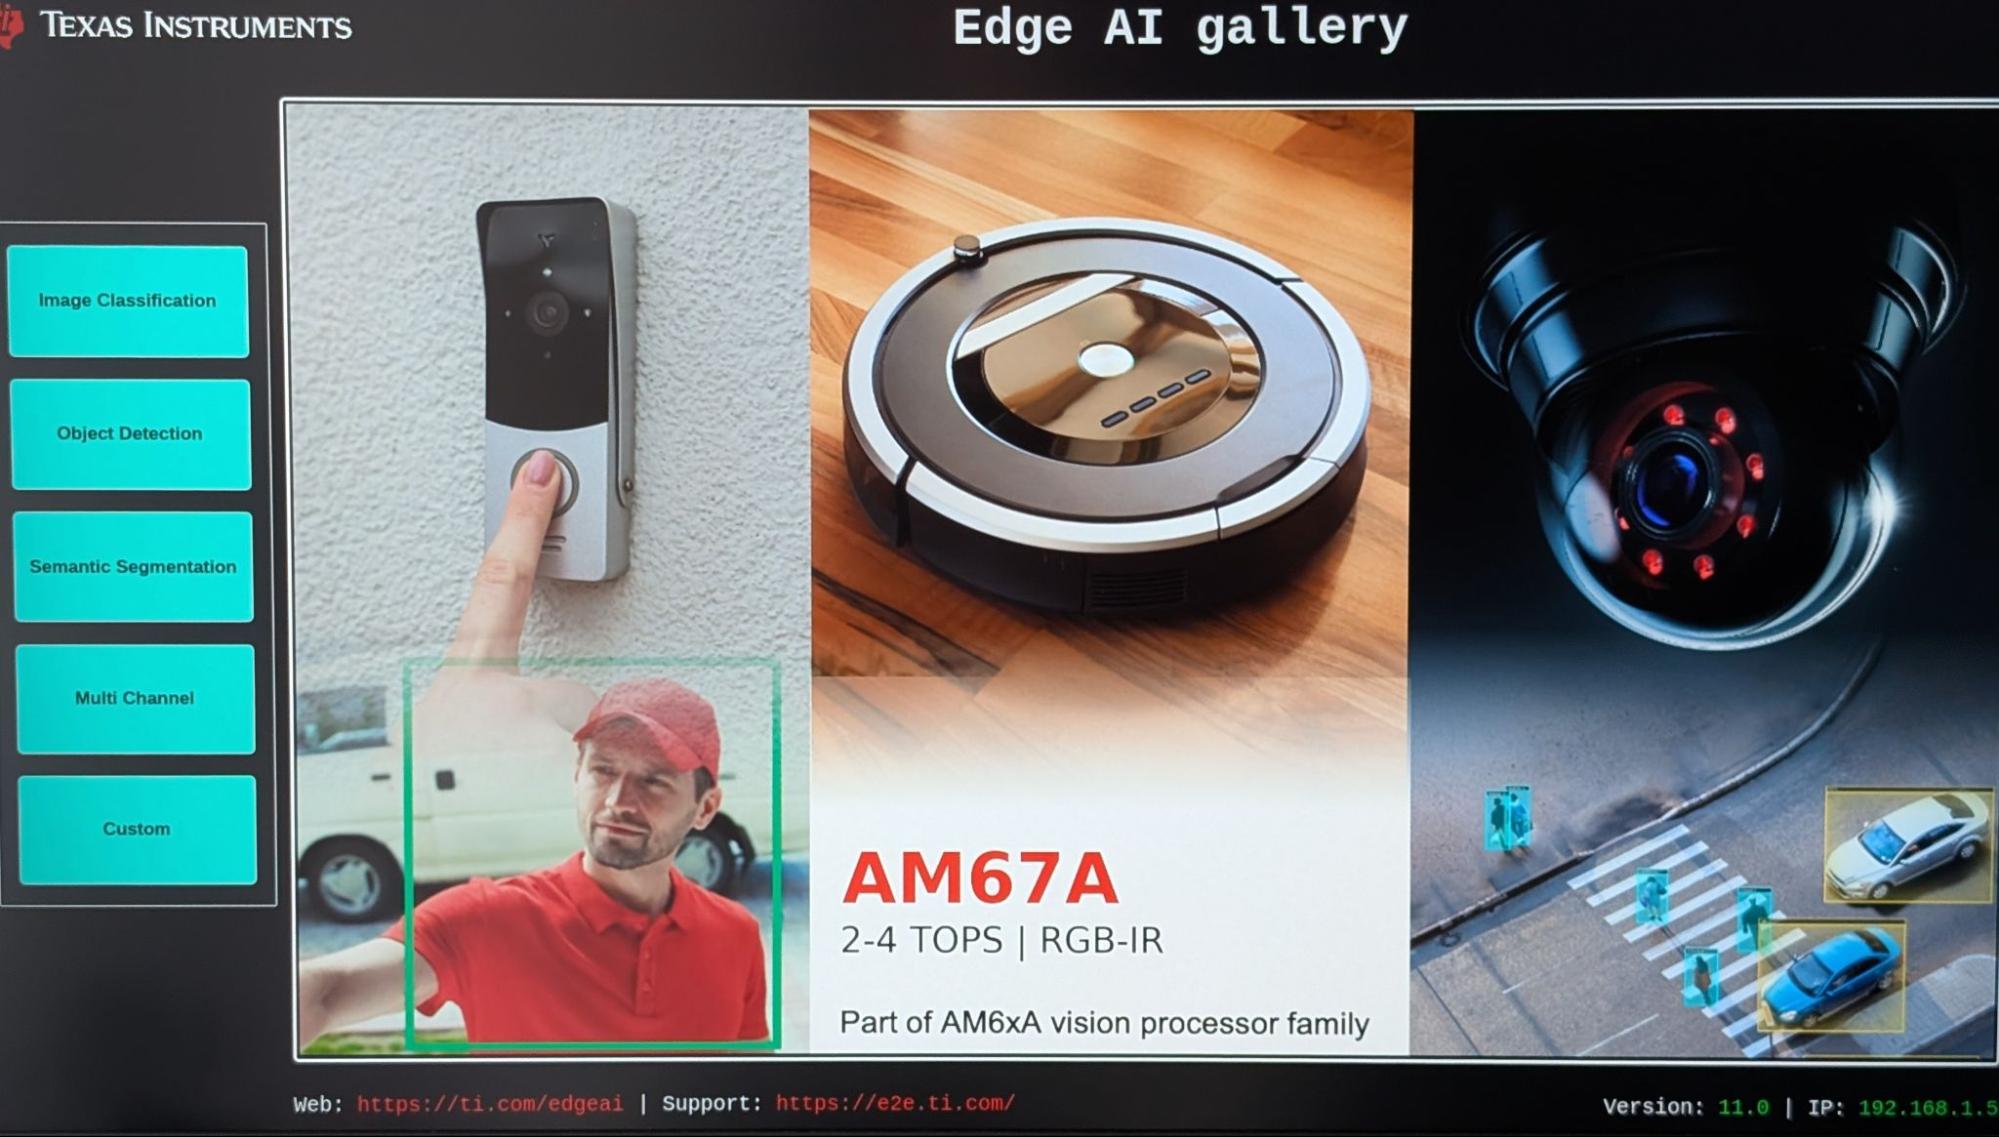 TEXAS INSTRUMENTS
Edge AI gallery
Image Classification
Object Detection
Semantic Segmentation
Multi Channel
Custom
AM67A
2-4 TOPS | RGB-IR
Part of AM6xA vision processor family
Web: https://ti.com/edgeai | Support: https://e2e.ti.com/
Version: 11.0 | IP: 192.168.1.5